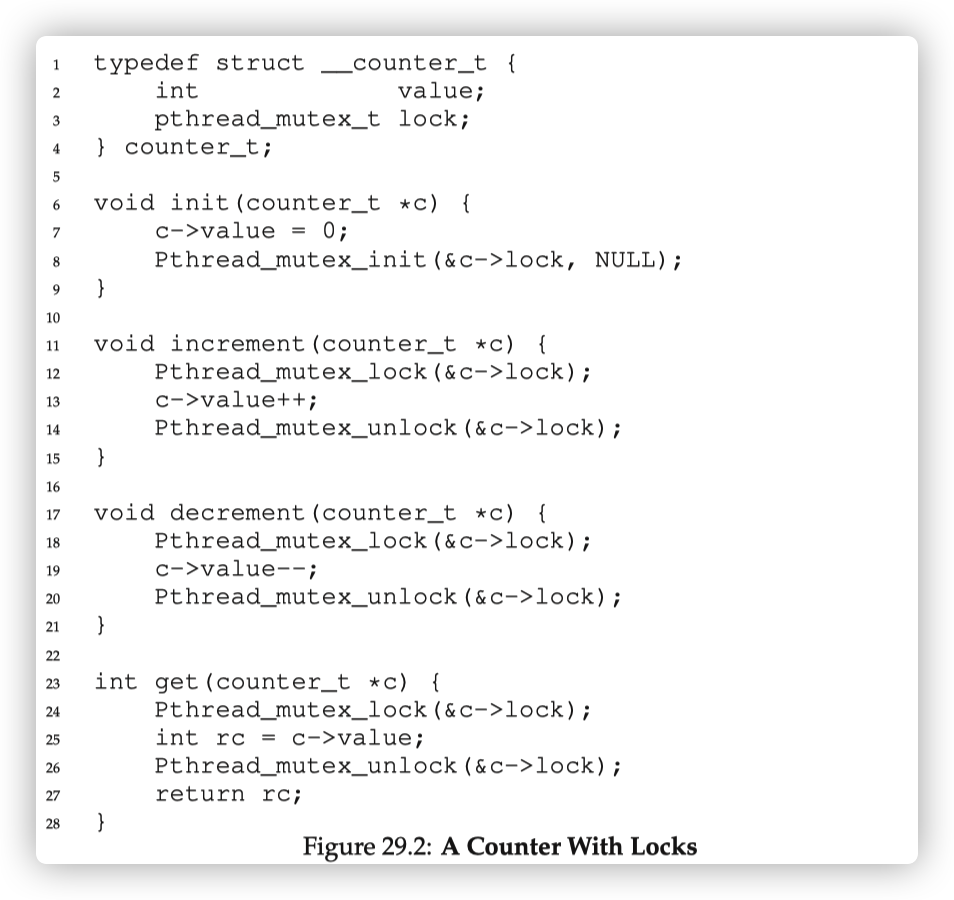 1 typedef struct __counter_t {
2 int value;
3 pthread_mutex_t lock;
4 } counter_t;
5
6 void init(counter_t *c) {
7 c->value = 0;
8 Pthread_mutex_init(&c->lock, NULL);
9 }
10
11 void increment(counter_t *c) {
12 Pthread_mutex_lock(&c->lock);
13 c->value++;
14 Pthread_mutex_unlock(&c->lock);
15 }
16
17 void decrement(counter_t *c) {
18 Pthread_mutex_lock(&c->lock);
19 c->value--;
20 Pthread_mutex_unlock(&c->lock);
21 }
22
23 int get(counter_t *c) {
24 Pthread_mutex_lock(&c->lock);
25 int rc = c->value;
26 Pthread_mutex_unlock(&c->lock);
27 return rc;
28 }
Figure 29.2: A Counter With Locks